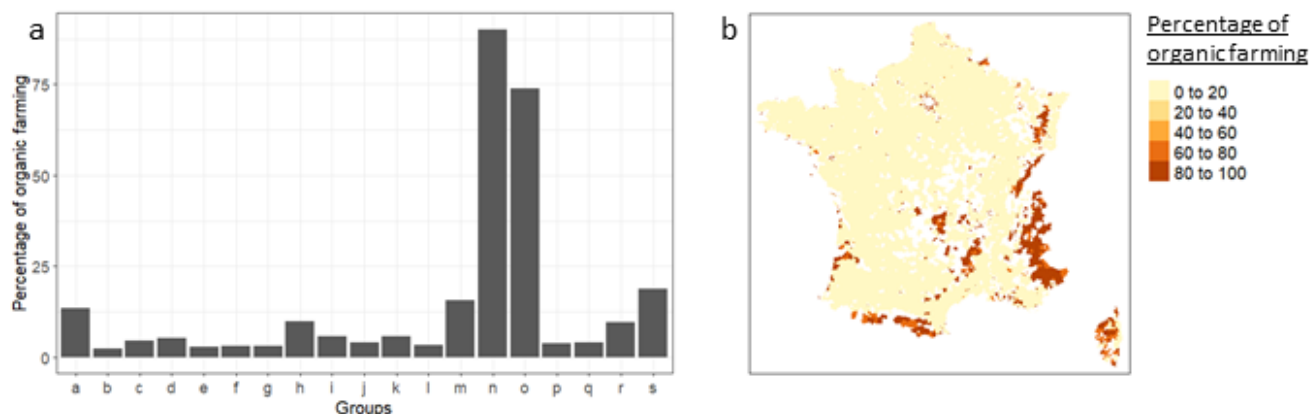 a
Percentage of organic farming
75
50
25
0
a b c d e f g h i j k l m n o p q r s
Groups
b
Percentage of
organic farming
0 to 20
20 to 40
40 to 60
60 to 80
80 to 100